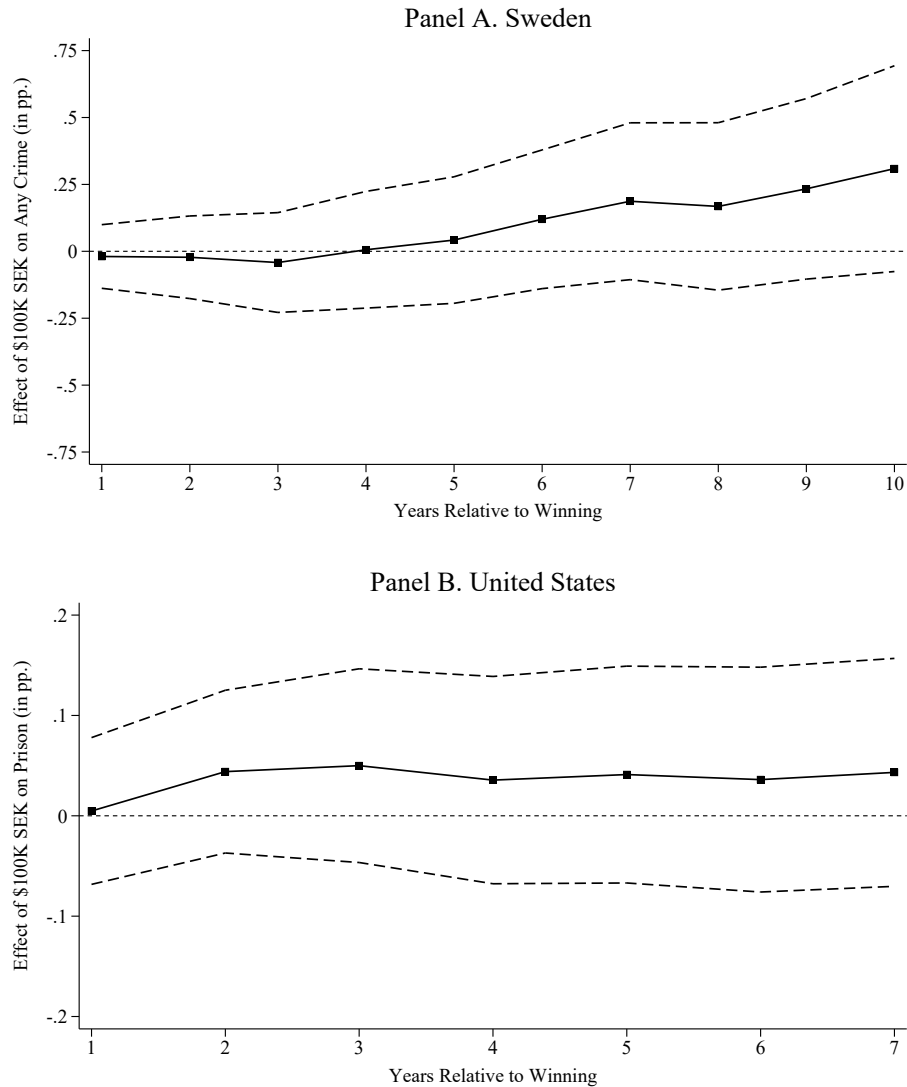 Panel A. Sweden
Effect of $100K SEK on Any Crime (in pp.)
.75
.5
.25
0
-.25
-.5
-.75
1 2 3 4 5 6 7 8 9 10
Years Relative to Winning
Panel B. United States
Effect of $100K SEK on Prison (in pp.)
.2
.1
0
-.1
-.2
1 2 3 4 5 6 7
Years Relative to Winning